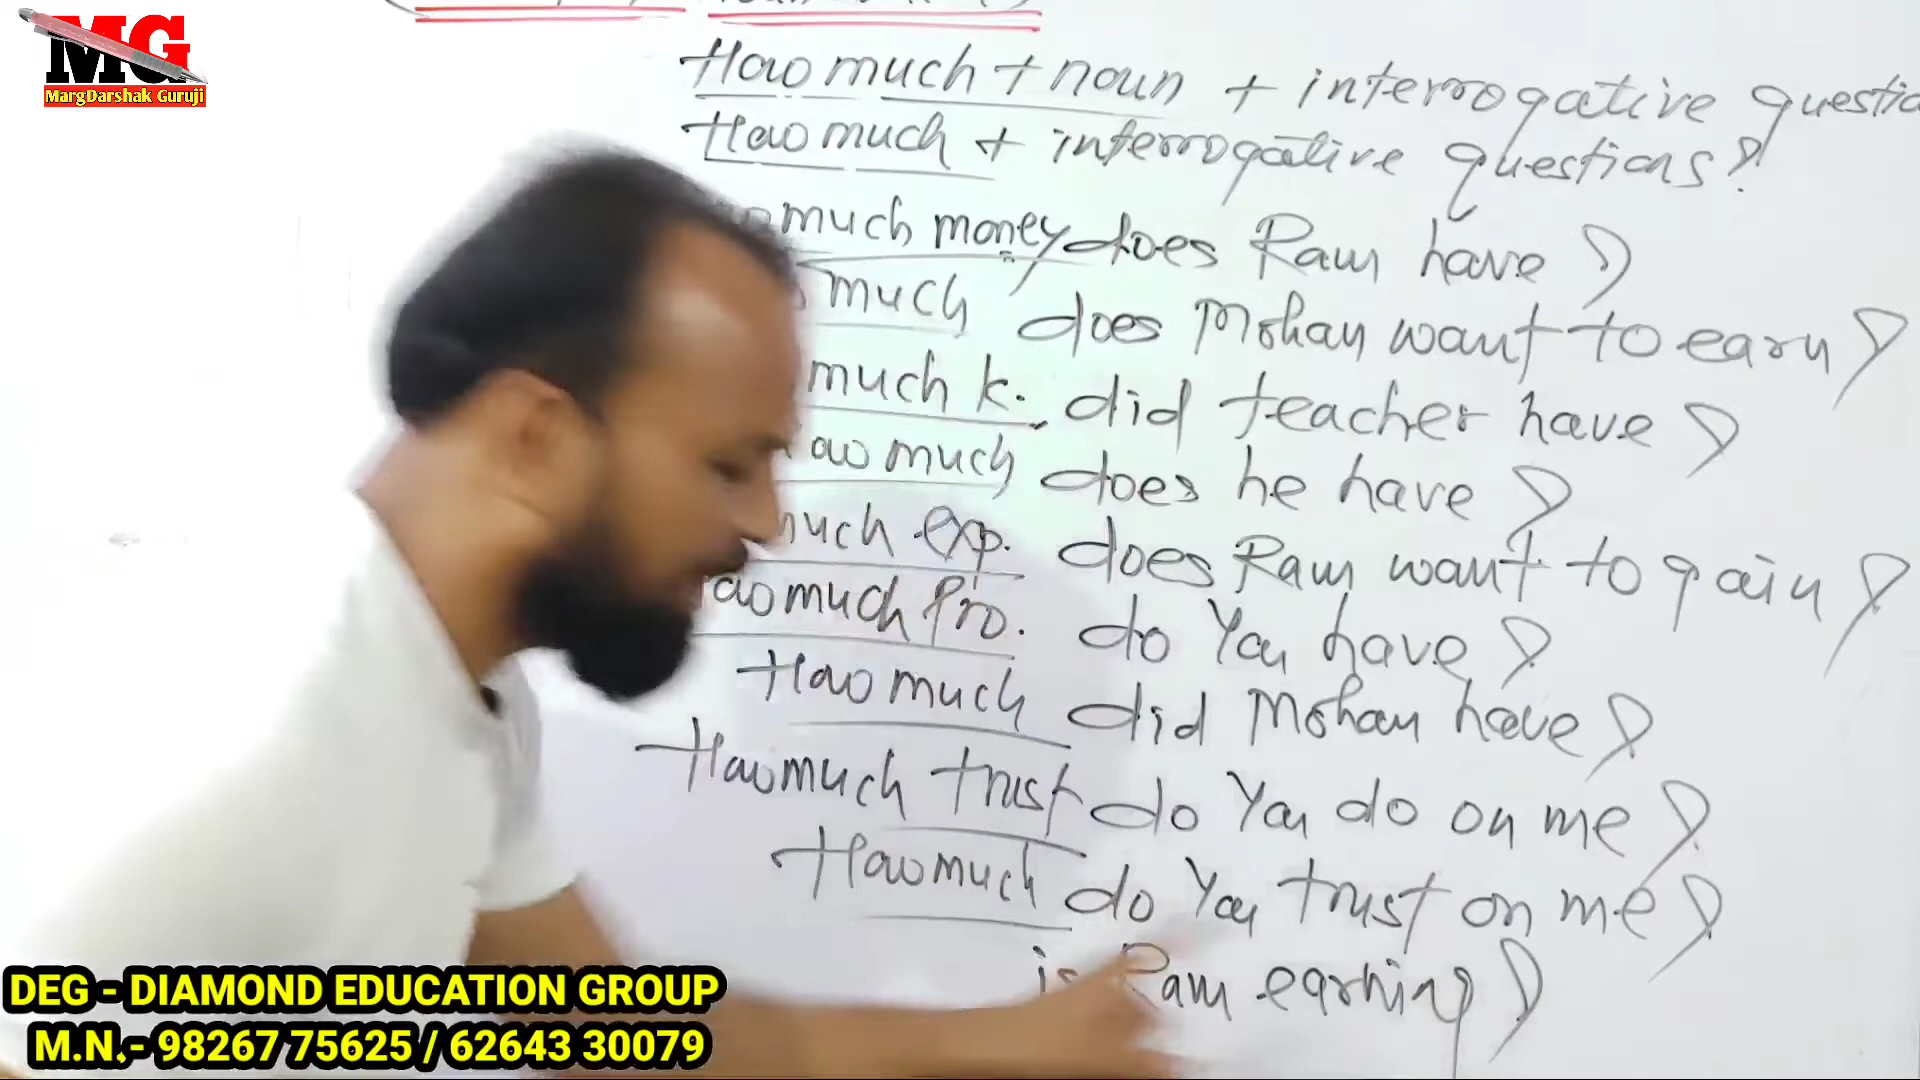 MG
MargDarshak Guruji
How much + noun + interrogative questio
How much + interrogative questions?
much money does Ram have ?
much does Mohan want to earn ?
much k. did teacher have ?
ow much does he have ?
much exp. does Ram want to gain ?
ow much Pro. do You have ?
How much did Mohan have ?
How much trust do You do on me ?
How much do You trust on me ?
is Ram earning ?
DEG - DIAMOND EDUCATION GROUP
M.N.- 98267 75625 / 62643 30079